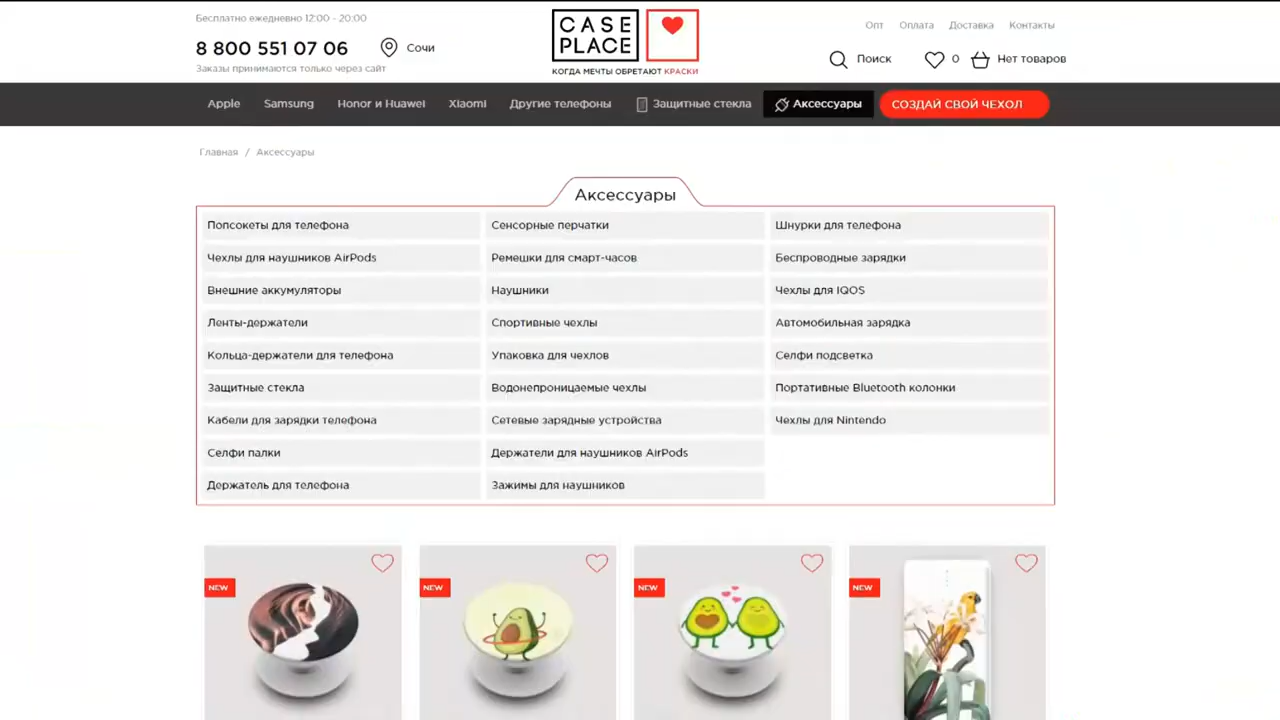 Бесплатно ежедневно 12:00 - 20:00
8 800 551 07 06
Сочи
Заказы принимаются только через сайт
CASE
PLACE
КОГДА МЕЧТЫ ОБРЕТАЮТ КРАСКИ
Опт Оплата Доставка Контакты
Поиск 0 Нет товаров
Apple Samsung Honor и Huawei Xiaomi Другие телефоны Защитные стекла Аксессуары СОЗДАЙ СВОЙ ЧЕХОЛ
Главная / Аксессуары
Аксессуары
Попсокеты для телефона
Чехлы для наушников AirPods
Внешние аккумуляторы
Ленты-держатели
Кольца-держатели для телефона
Защитные стекла
Кабели для зарядки телефона
Селфи палки
Держатель для телефона
Сенсорные перчатки
Ремешки для смарт-часов
Наушники
Спортивные чехлы
Упаковка для чехлов
Водонепроницаемые чехлы
Сетевые зарядные устройства
Держатели для наушников AirPods
Зажимы для наушников
Шнурки для телефона
Беспроводные зарядки
Чехлы для IQOS
Автомобильная зарядка
Селфи подсветка
Портативные Bluetooth колонки
Чехлы для Nintendo
NEW
NEW
NEW
NEW